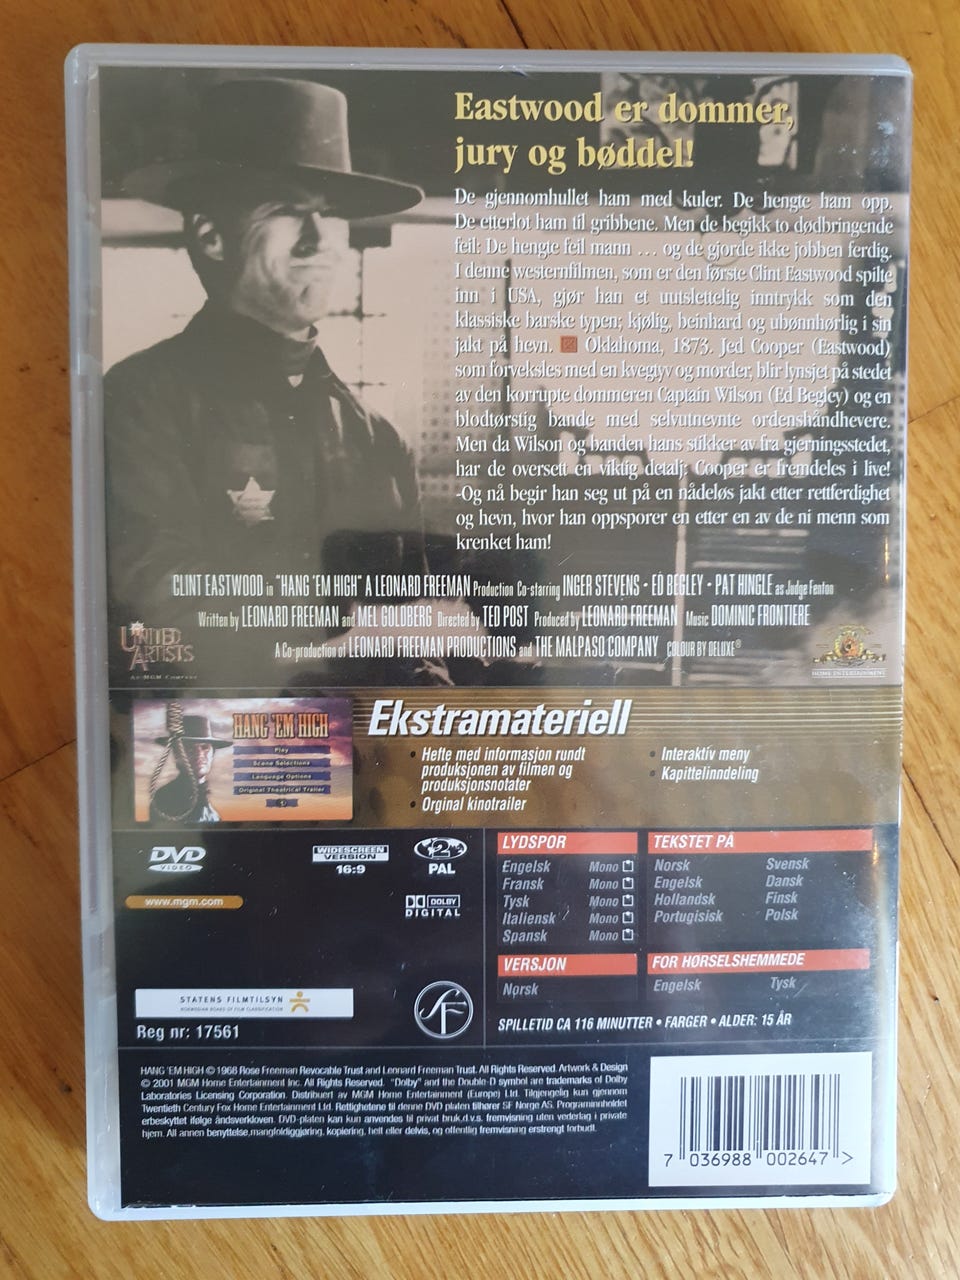 Eastwood er dommer,
jury og bøddel!
De gjennomhullet ham med kuler. De hengte ham opp.
De etterlot ham til gribbene. Men de begikk to dødbringende
feil: De hengte feil mann ... og de gjorde ikke jobben ferdig.
I denne westernfilmen, som er den første Clint Eastwood spilte
inn i USA, gjør han et uutslettelig inntrykk som den
klassiske barske typen; kjølig, beinhard og ubønnhørlig i sin
jakt på hevn. Oklahoma, 1873. Jed Cooper (Eastwood)
som forveksles med en kvegtyv og morder, blir lynsjet på stedet
av den korrupte dommeren Captain Wilson (Ed Begley) og en
blodtørstig bande med selvutnevnte ordenshåndhevere.
Men da Wilson og banden hans stikker av fra gjerningsstedet,
har de oversett en viktig detalj: Cooper er fremdeles i live!
-Og nå begir han seg ut på en nådeløs jakt etter rettferdighet
og hevn, hvor han oppsporer en etter en av de ni menn som
krenket ham!
CLINT EASTWOOD in "HANG 'EM HIGH" A LEONARD FREEMAN Production Co-starring INGER STEVENS • ED BEGLEY • PAT HINGLE as Judge Fenton
Written by LEONARD FREEMAN and MEL GOLDBERG Directed by TED POST Produced by LEONARD FREEMAN Music DOMINIC FRONTIERE
A Co-production of LEONARD FREEMAN PRODUCTIONS and THE MALPASO COMPANY COLOUR BY DELUXE®
UNITED
ARTISTS
An MGM Company
HOME ENTERTAINMENT
HANG 'EM HIGH
Play
Scene Selections
Language Options
Original Theatrical Trailer
Ekstramateriell
• Hefte med informasjon rundt
produksjonen av filmen og
produksjonsnotater
• Orginal kinotrailer
• Interaktiv meny
• Kapittelinndeling
DVD
VIDEO
WIDESCREEN
VERSION
16:9
2
PAL
www.mgm.com
DOLBY
DIGITAL
LYDSPOR
Engelsk Mono
Fransk Mono
Tysk Mono
Italiensk Mono
Spansk Mono
TEKSTET PÅ
Norsk Svensk
Engelsk Dansk
Hollandsk Finsk
Portugisisk Polsk
VERSJON
Norsk
FOR HØRSELSHEMMEDE
Engelsk Tysk
STATENS FILMTILSYN
NORWEGIAN BOARD OF FILM CLASSIFICATION
Reg nr: 17561
SF
SPILLETID CA 116 MINUTTER • FARGER • ALDER: 15 ÅR
HANG 'EM HIGH © 1968 Rose Freeman Revocable Trust and Leonard Freeman Trust. All Rights Reserved. Artwork & Design
© 2001 MGM Home Entertainment Inc. All Rights Reserved. "Dolby" and the Double-D symbol are trademarks of Dolby
Laboratories Licensing Corporation. Distribuert av MGM Home Entertainment (Europe) Ltd. Tilgjengelig kun gjennom
Twentieth Century Fox Home Entertainment Ltd. Rettighetene til denne DVD platen tilhører SF Norge AS. Programinnholdet
erbeskyttet ifølge åndsverkloven. DVD-platen kan kun anvendes til privat bruk.d.v.s. fremvisning uten vederlag i private
hjem. All annen benyttelse,mangfoldiggjøring, kopiering, helt eller delvis, og offentlig fremvisning erstrengt forbudt.
7 036988 002647 >